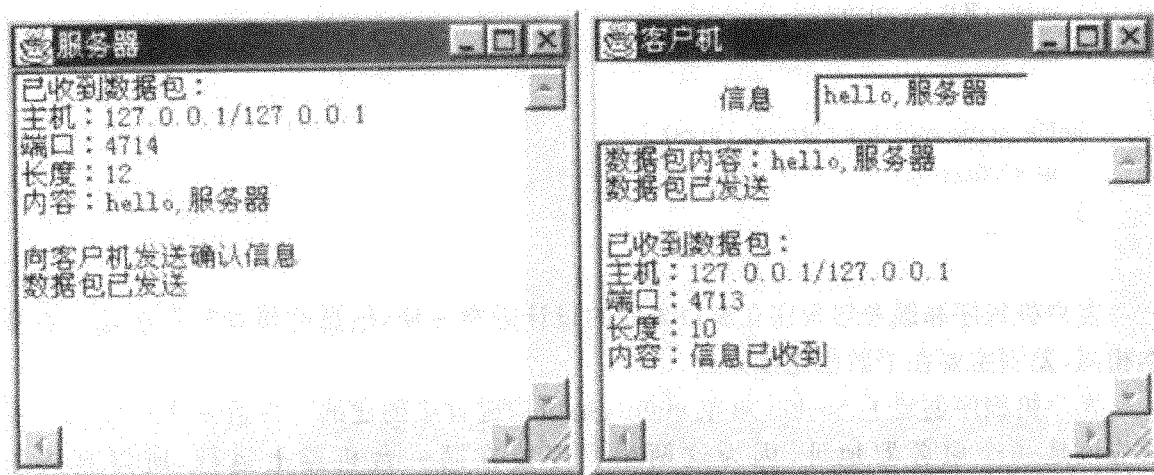 服务器
已收到数据包：
主机：127.0.0.1/127.0.0.1
端口：4714
长度：12
内容：hello,服务器
向客户机发送确认信息
数据包已发送
客户机
信息 hello,服务器
数据包内容：hello,服务器
数据包已发送
已收到数据包：
主机：127.0.0.1/127.0.0.1
端口：4713
长度：10
内容：信息已收到